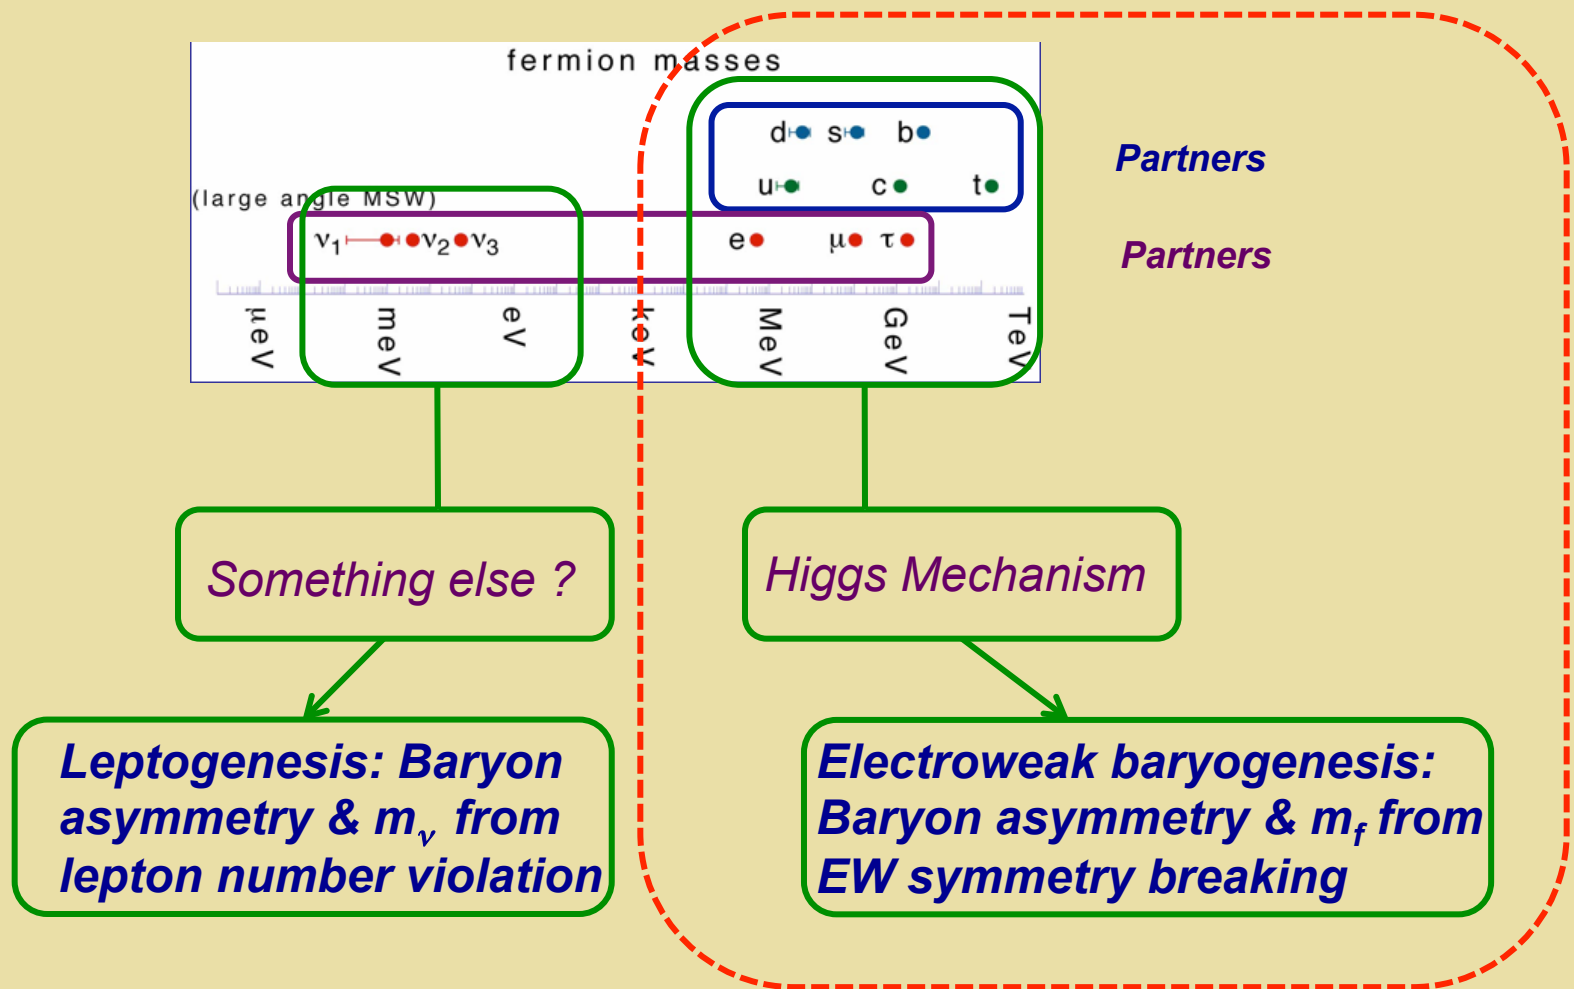 fermion masses
d s b
Partners
u c t
(large angle MSW)
ν1 ν2 ν3 e μ τ
Partners
μeV meV eV keV MeV GeV TeV
Something else ?
Higgs Mechanism
Leptogenesis: Baryon
asymmetry & mν from
lepton number violation
Electroweak baryogenesis:
Baryon asymmetry & mf from
EW symmetry breaking